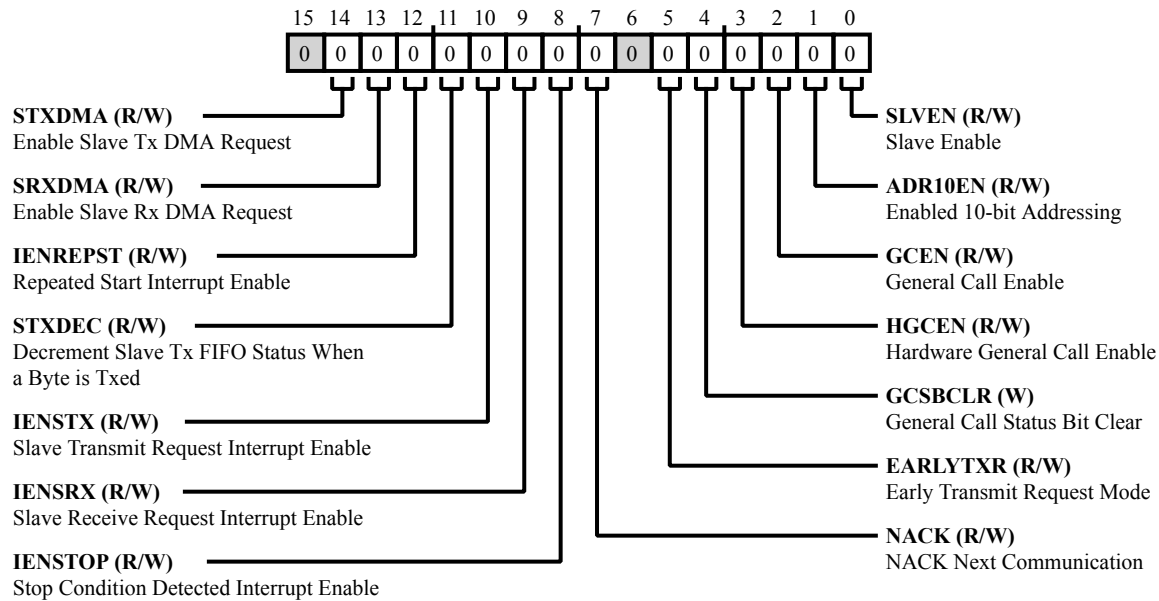 15 14 13 12 11 10 9 8 7 6 5 4 3 2 1 0
0 0 0 0 0 0 0 0 0 0 0 0 0 0 0 0
STXDMA (R/W)
Enable Slave Tx DMA Request
SRXDMA (R/W)
Enable Slave Rx DMA Request
IENREPST (R/W)
Repeated Start Interrupt Enable
STXDEC (R/W)
Decrement Slave Tx FIFO Status When
a Byte is Txed
IENSTX (R/W)
Slave Transmit Request Interrupt Enable
IENSRX (R/W)
Slave Receive Request Interrupt Enable
IENSTOP (R/W)
Stop Condition Detected Interrupt Enable
SLVEN (R/W)
Slave Enable
ADR10EN (R/W)
Enabled 10-bit Addressing
GCEN (R/W)
General Call Enable
HGCEN (R/W)
Hardware General Call Enable
GCSBCLR (W)
General Call Status Bit Clear
EARLYTXR (R/W)
Early Transmit Request Mode
NACK (R/W)
NACK Next Communication